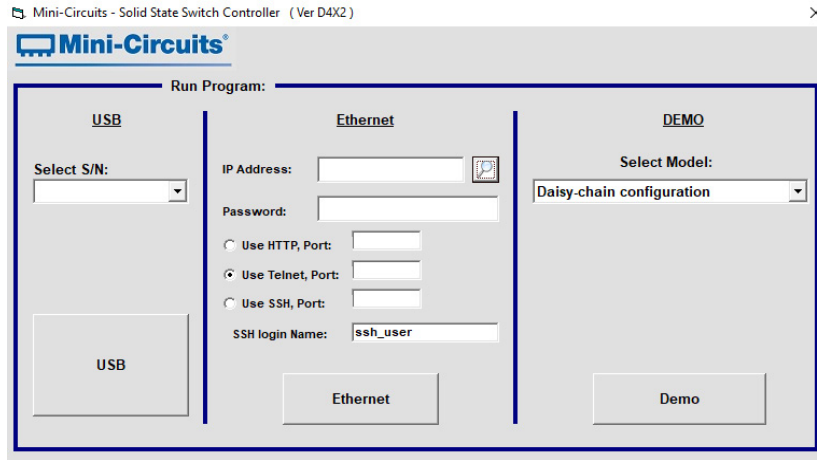 Mini-Circuits - Solid State Switch Controller ( Ver D4X2 )
Mini-Circuits®
Run Program:
USB
Select S/N:
USB
Ethernet
IP Address:
Password:
Use HTTP, Port:
Use Telnet, Port:
Use SSH, Port:
SSH login Name: ssh_user
Ethernet
DEMO
Select Model:
Daisy-chain configuration
Demo